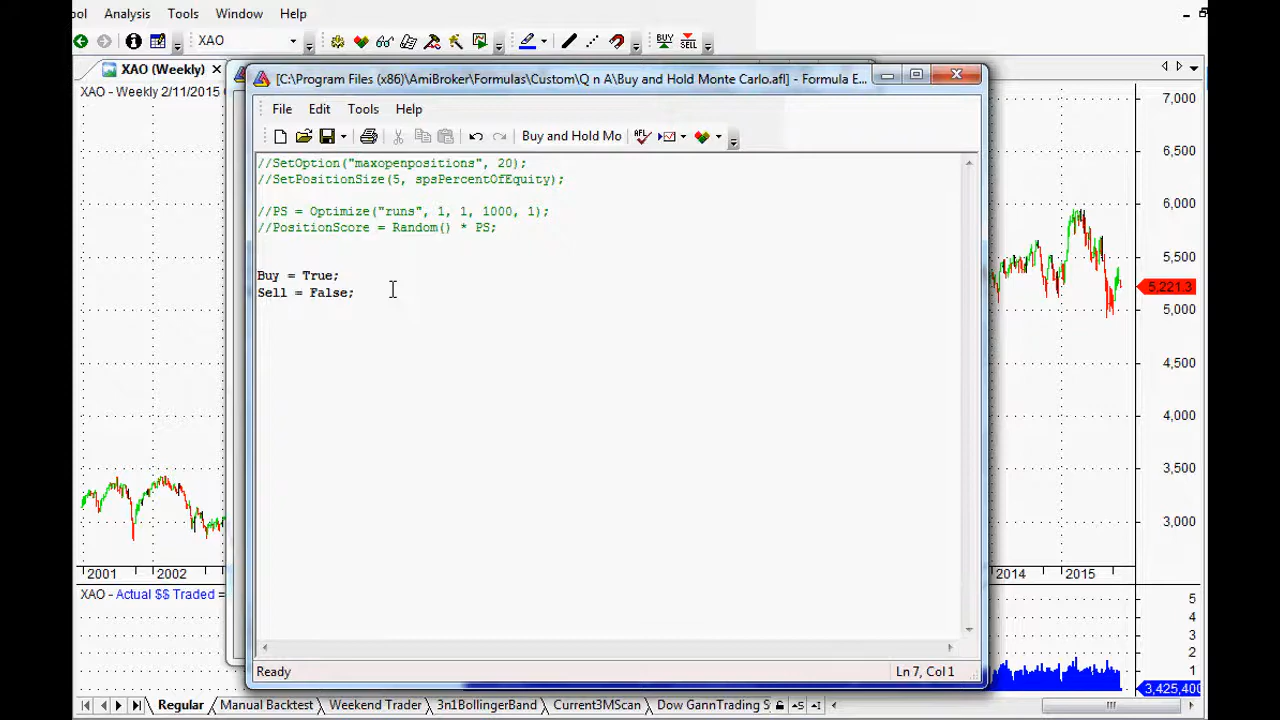 ool Analysis Tools Window Help
XAO BUY SELL
XAO (Weekly)
XAO - Weekly 2/11/2015
[C:\Program Files (x86)\AmiBroker\Formulas\Custom\Q n A\Buy and Hold Monte Carlo.afl] - Formula E...
File Edit Tools Help
Buy and Hold Mo AFL
//SetOption("maxopenpositions", 20);
//SetPositionSize(5, spsPercentOfEquity);
//PS = Optimize("runs", 1, 1, 1000, 1);
//PositionScore = Random() * PS;
Buy = True;
Sell = False;
Ready Ln 7, Col 1
7,000
6,500
6,000
5,500
5,221.3
5,000
4,500
4,000
3,500
3,000
2001 2002 2014 2015
XAO - Actual $$ Traded =
5
4
3
2
1
3,425,400
Regular Manual Backtest Weekend Trader 3moBollingerBand Current3MScan Dow GannTrading S